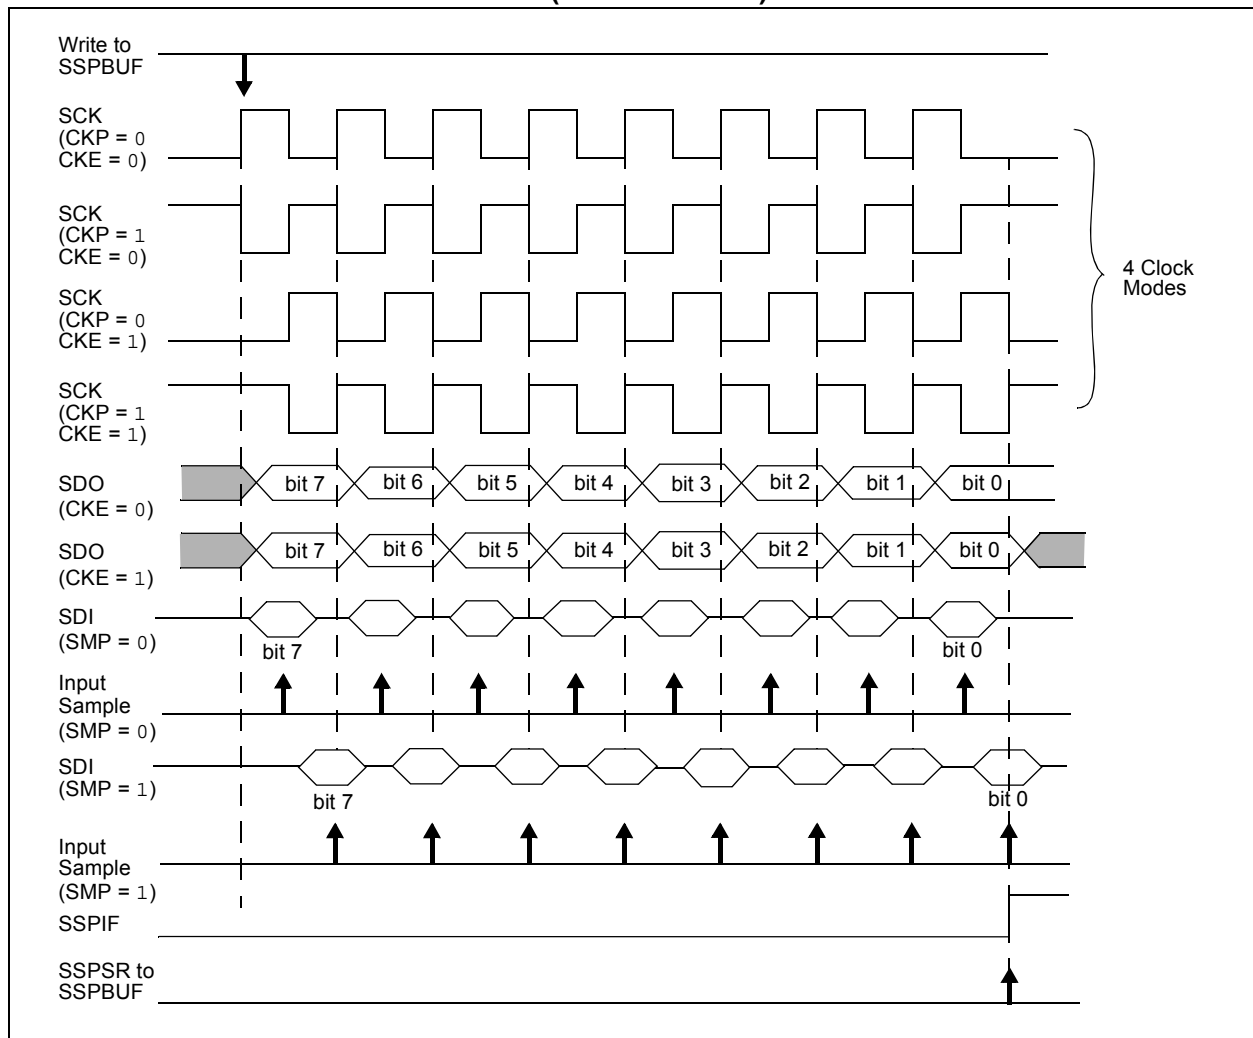 Write to
SSPBUF
SCK
(CKP = 0
CKE = 0)
SCK
(CKP = 1
CKE = 0)
4 Clock
Modes
SCK
(CKP = 0
CKE = 1)
SCK
(CKP = 1
CKE = 1)
SDO
(CKE = 0)
bit 7 bit 6 bit 5 bit 4 bit 3 bit 2 bit 1 bit 0
SDO
(CKE = 1)
bit 7 bit 6 bit 5 bit 4 bit 3 bit 2 bit 1 bit 0
SDI
(SMP = 0)
bit 7 bit 0
Input
Sample
(SMP = 0)
SDI
(SMP = 1)
bit 7 bit 0
Input
Sample
(SMP = 1)
SSPIF
SSPSR to
SSPBUF